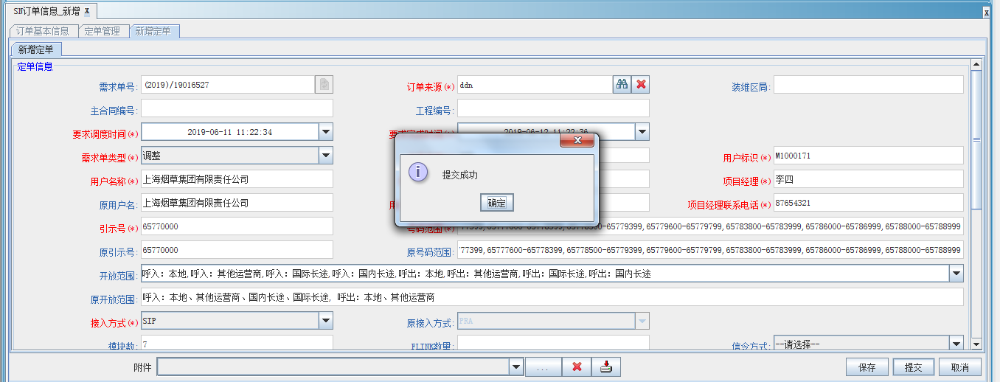 SN订单信息_新增 x
x
订单基本信息 定单管理 新增定单
新增定单
定单信息
需求单号: (2019)/19016527 订单来源(*) ddn 装维区局:
主合同编号: 工程编号:
要求调度时间(*) 2019-06-11 11:22:34 要求完成时间(*) 2019-06-12 11:22:36
需求单类型(*) 调整 用户标识(*) M1000171
用户名称(*) 上海烟草集团有限责任公司 项目经理(*) 李四
原用户名: 上海烟草集团有限责任公司 项目经理联系电话(*) 87654321
提交成功
确定
引示号(*) 65770000 号码范围(*) 65778500-65779399,65779600-65779799,65783800-65783999,65786000-65786999,65788000-65788999
原引示号: 65770000 原号码范围: 77399,65777600-65778399,65778500-65779399,65779600-65779799,65783800-65783999,65786000-65786999,65788000-65788999
开放范围: 呼入: 本地,呼入: 其他运营商,呼入: 国际长途,呼入: 国内长途,呼出: 本地,呼出: 其他运营商,呼出: 国际长途,呼出: 国内长途
原开放范围: 呼入: 本地、其他运营商、国内长途、国际长途, 呼出: 本地、其他运营商
接入方式(*) SIP 原接入方式: PRA
模块数: 7 FLINK数量: 信令方式: --请选择--
附件 ... 保存 提交 取消